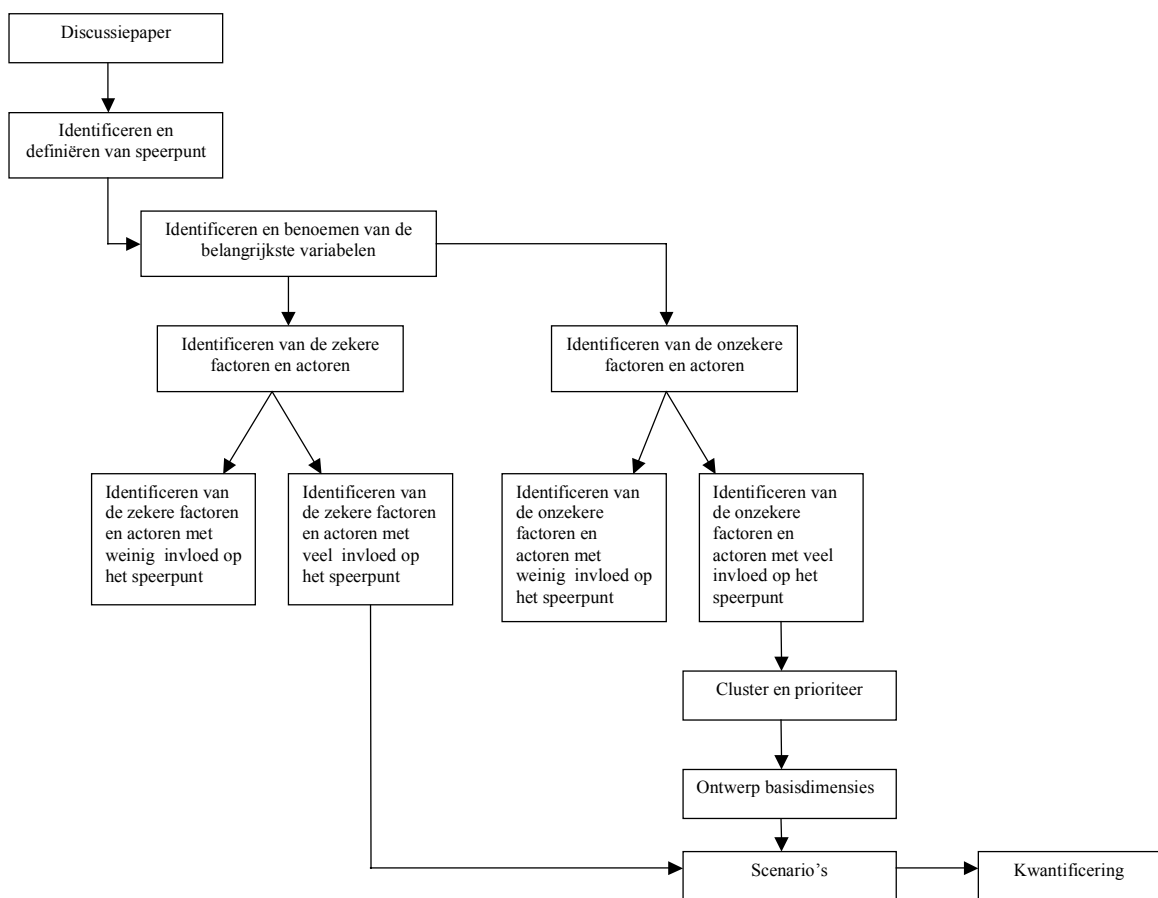 Discussiepaper
Identificeren en
definiëren van speerpunt
Identificeren en benoemen van de
belangrijkste variabelen
Identificeren van de zekere
factoren en actoren
Identificeren van de onzekere
factoren en actoren
Identificeren van
de zekere factoren
en actoren met
weinig invloed op
het speerpunt
Identificeren van
de zekere factoren
en actoren met
veel invloed op
het speerpunt
Identificeren van
de onzekere
factoren en
actoren met
weinig invloed op
het speerpunt
Identificeren van
de onzekere
factoren en
actoren met veel
invloed op het
speerpunt
Cluster en prioriteer
Ontwerp basisdimensies
Scenario’s
Kwantificering